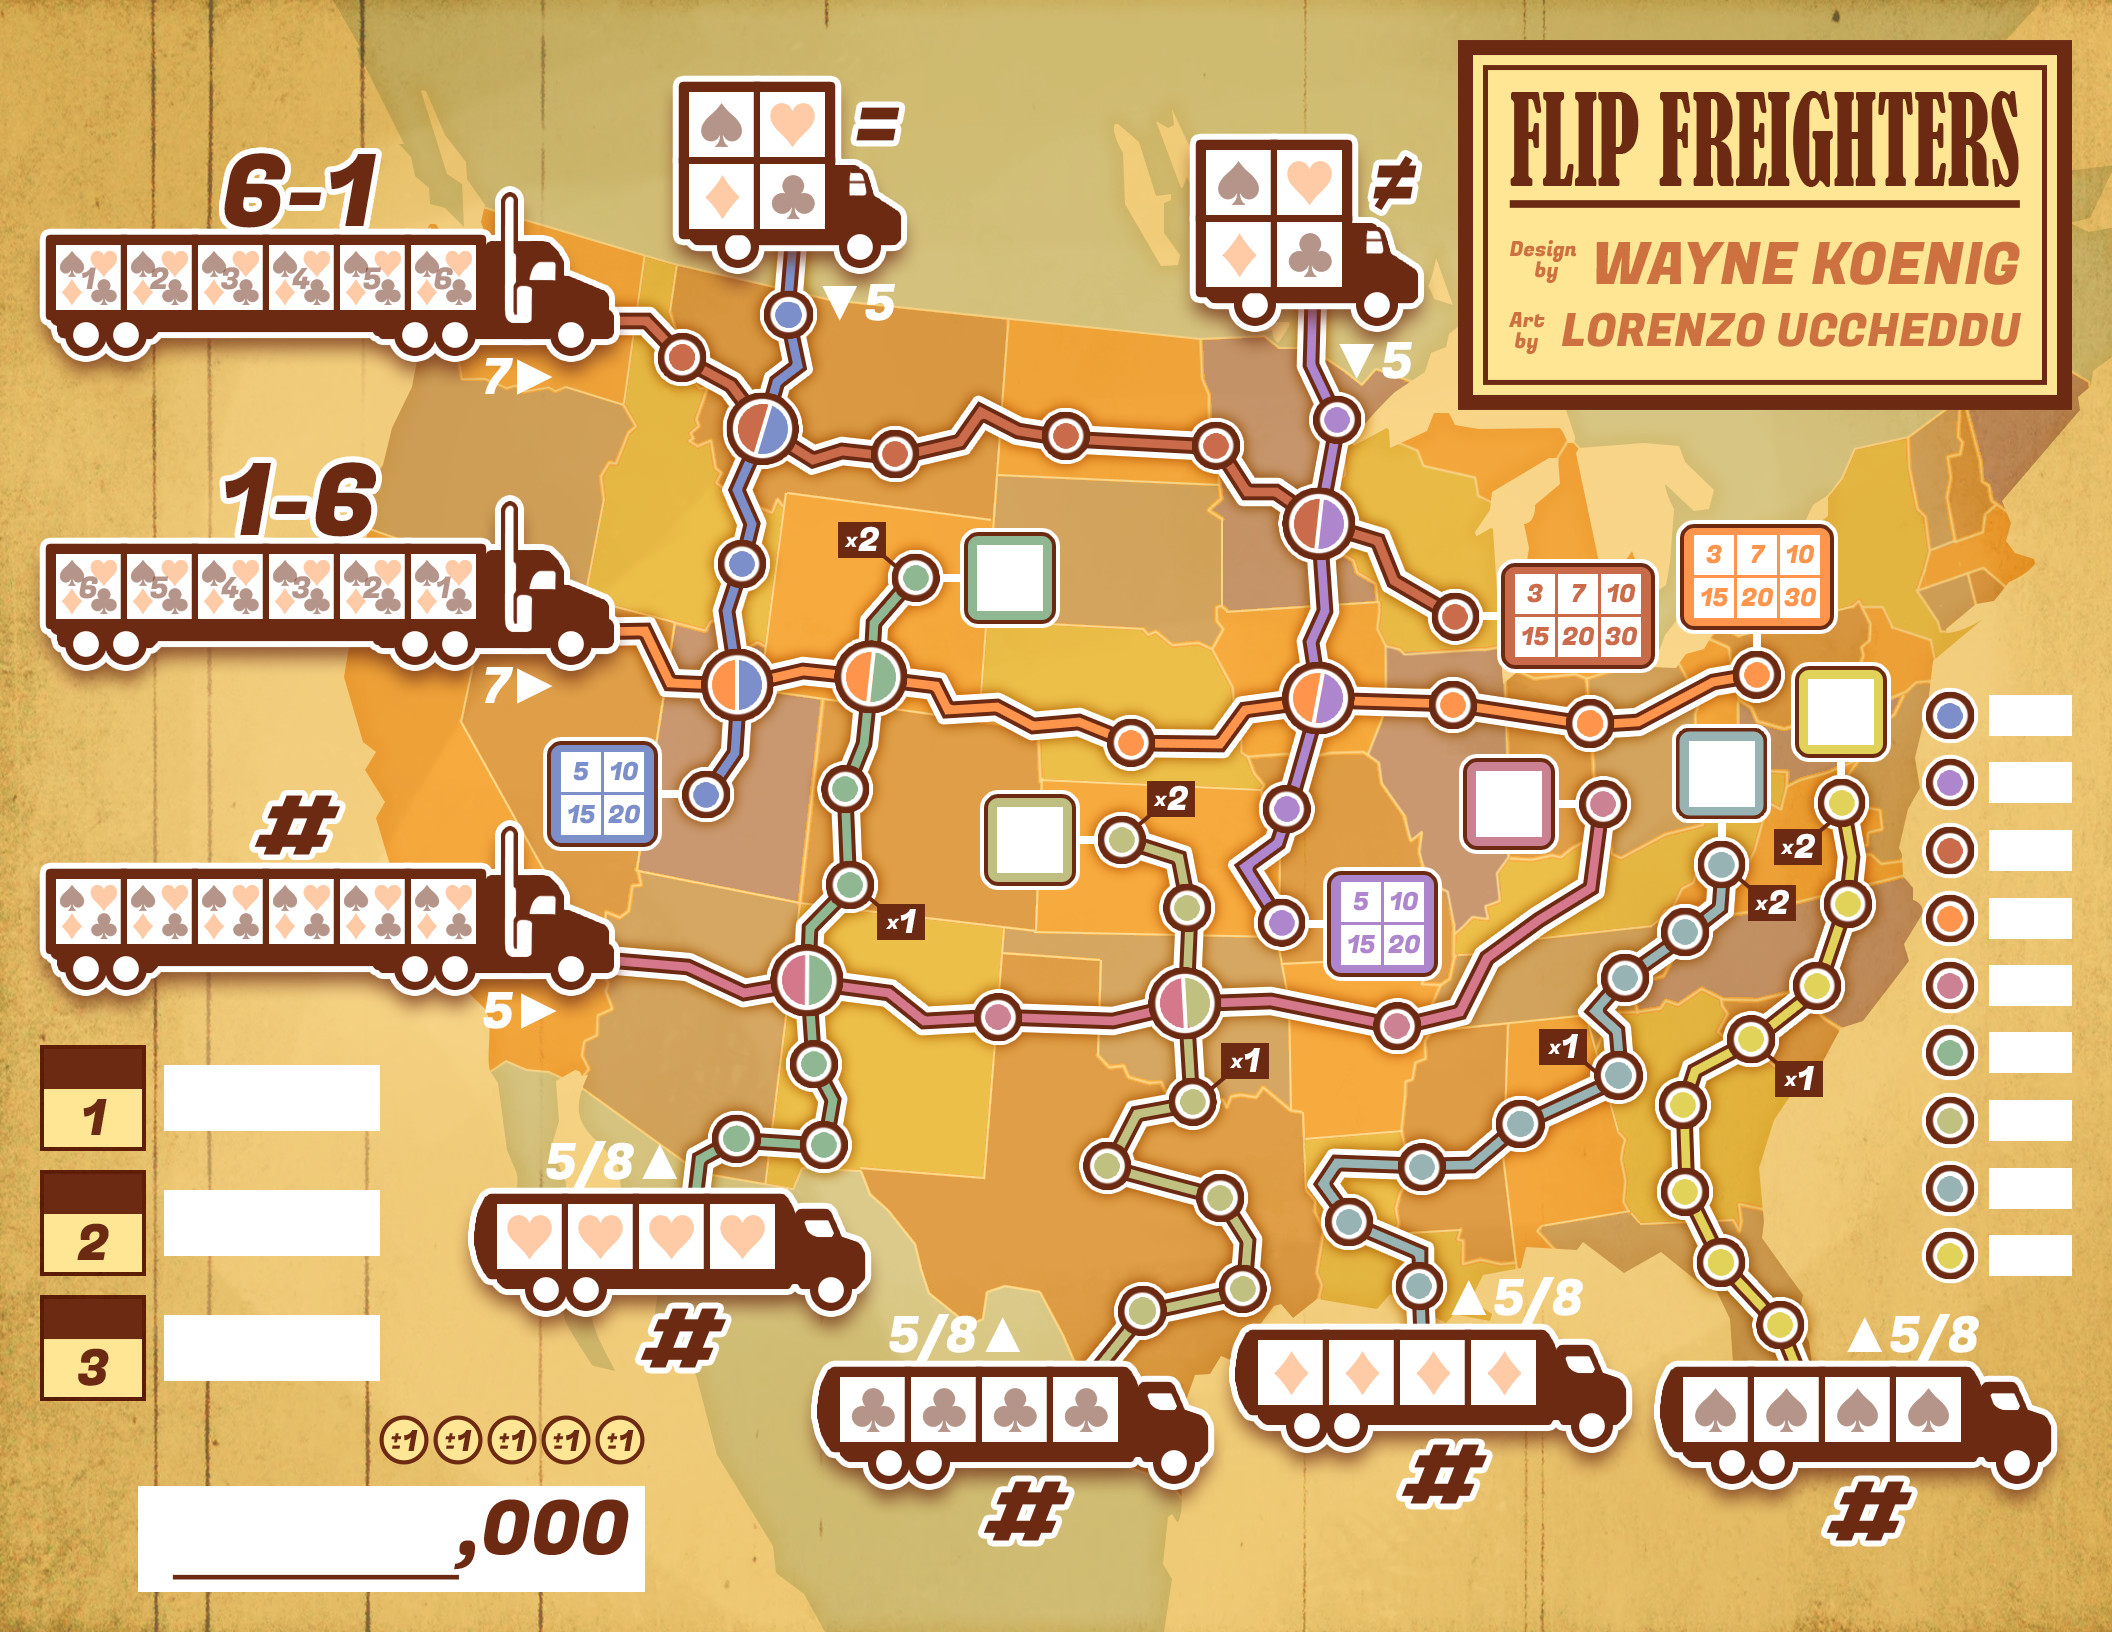 FLIP FREIGHTERS
Design by WAYNE KOENIG
Art by LORENZO UCCHEDDU
=
▼5
≠
▼5
6-1
1 2 3 4 5 6
7▶
1-6
6 5 4 3 2 1
7▶
#
5▶
x2
3 7 10
15 20 30
3 7 10
15 20 30
5 10
15 20
x2
x2
x2
x1
5 10
15 20
x1
x1
x1
1
2
3
5/8▲
#
5/8▲
#
▲5/8
#
▲5/8
#
±1 ±1 ±1 ±1 ±1
,000